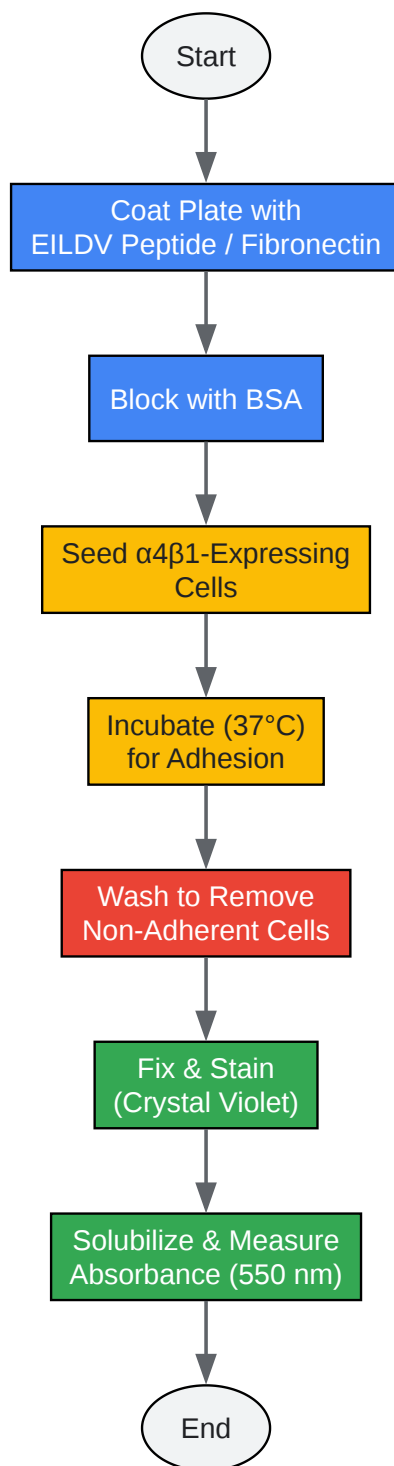 Start
Coat Plate with
EILDV Peptide / Fibronectin
Block with BSA
Seed α4β1-Expressing
Cells
Incubate (37°C)
for Adhesion
Wash to Remove
Non-Adherent Cells
Fix & Stain
(Crystal Violet)
Solubilize & Measure
Absorbance (550 nm)
End